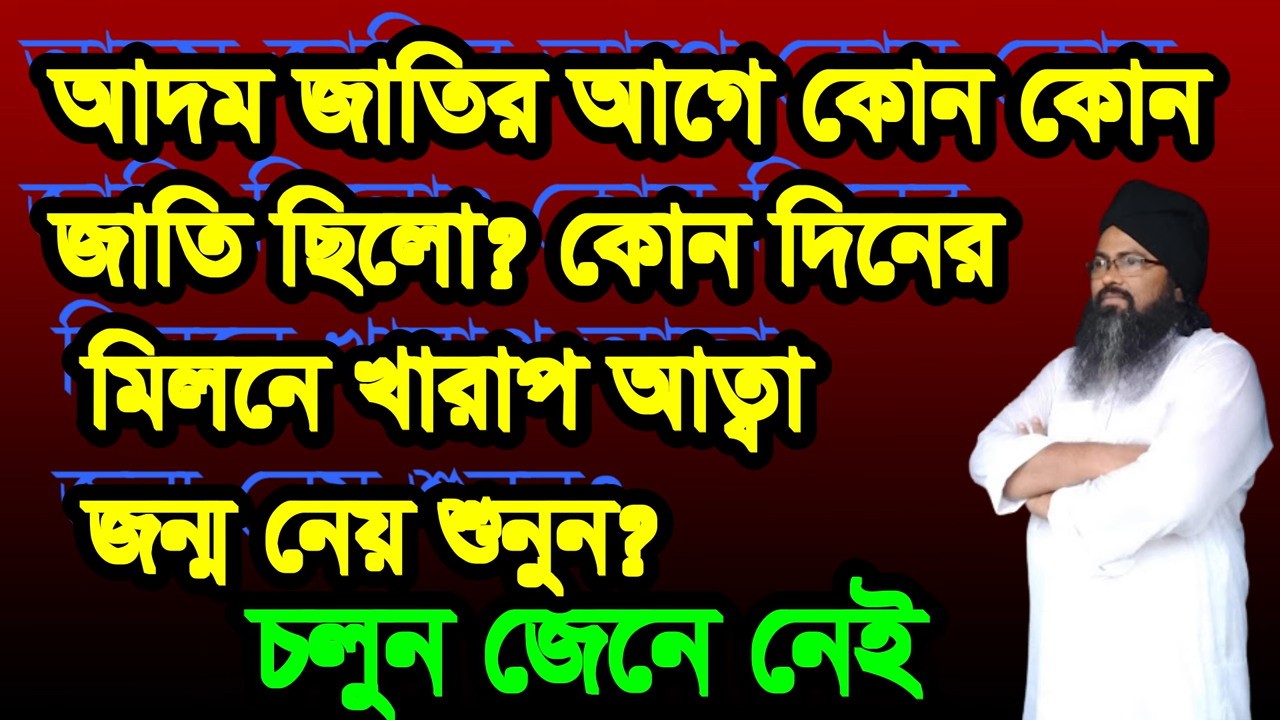 আদম জাতির আগে কোন কোন
জাতি ছিলো? কোন দিনের
মিলনে খারাপ আত্বা
জন্ম নেয় শুনুন?
চলুন জেনে নেই